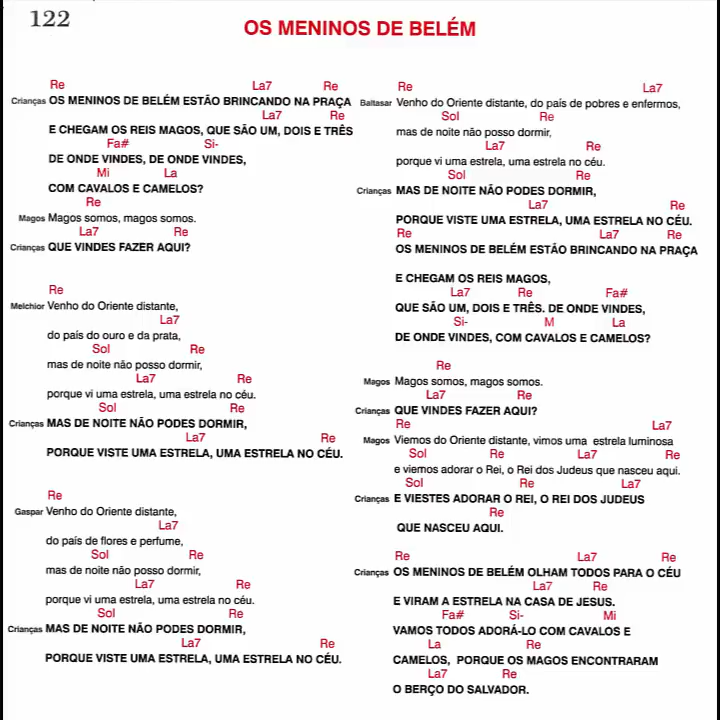 122
OS MENINOS DE BELÉM
Re La7 Re
Crianças OS MENINOS DE BELÉM ESTÃO BRINCANDO NA PRAÇA
La7 Re
E CHEGAM OS REIS MAGOS, QUE SÃO UM, DOIS E TRÊS
Fa# Si-
DE ONDE VINDES, DE ONDE VINDES,
Mi La
COM CAVALOS E CAMELOS?
Re
Magos Magos somos, magos somos.
La7 Re
Crianças QUE VINDES FAZER AQUI?
Re
Melchior Venho do Oriente distante,
La7
do país do ouro e da prata,
Sol Re
mas de noite não posso dormir,
La7 Re
porque vi uma estrela, uma estrela no céu.
Sol Re
Crianças MAS DE NOITE NÃO PODES DORMIR,
La7 Re
PORQUE VISTE UMA ESTRELA, UMA ESTRELA NO CÉU.
Re
Gaspar Venho do Oriente distante,
La7
do país de flores e perfume,
Sol Re
mas de noite não posso dormir,
La7 Re
porque vi uma estrela, uma estrela no céu.
Sol Re
Crianças MAS DE NOITE NÃO PODES DORMIR,
La7 Re
PORQUE VISTE UMA ESTRELA, UMA ESTRELA NO CÉU.
Re La7
Baltasar Venho do Oriente distante, do país de pobres e enfermos,
Sol Re
mas de noite não posso dormir,
La7 Re
porque vi uma estrela, uma estrela no céu.
Sol Re
Crianças MAS DE NOITE NÃO PODES DORMIR,
La7 Re
PORQUE VISTE UMA ESTRELA, UMA ESTRELA NO CÉU.
Re La7 Re
OS MENINOS DE BELÉM ESTÃO BRINCANDO NA PRAÇA
E CHEGAM OS REIS MAGOS,
La7 Re Fa#
QUE SÃO UM, DOIS E TRÊS. DE ONDE VINDES,
Si- M La
DE ONDE VINDES, COM CAVALOS E CAMELOS?
Re
Magos Magos somos, magos somos.
La7 Re
Crianças QUE VINDES FAZER AQUI?
Re La7
Magos Viemos do Oriente distante, vimos uma estrela luminosa
Sol Re La7 Re
e viemos adorar o Rei, o Rei dos Judeus que nasceu aqui.
Sol Re La7
Crianças E VIESTES ADORAR O REI, O REI DOS JUDEUS
Re
QUE NASCEU AQUI.
Re La7 Re
Crianças OS MENINOS DE BELÉM OLHAM TODOS PARA O CÉU
La7 Re
E VIRAM A ESTRELA NA CASA DE JESUS.
Fa# Si- Mi
VAMOS TODOS ADORÁ-LO COM CAVALOS E
La Re
CAMELOS, PORQUE OS MAGOS ENCONTRARAM
La7 Re
O BERÇO DO SALVADOR.